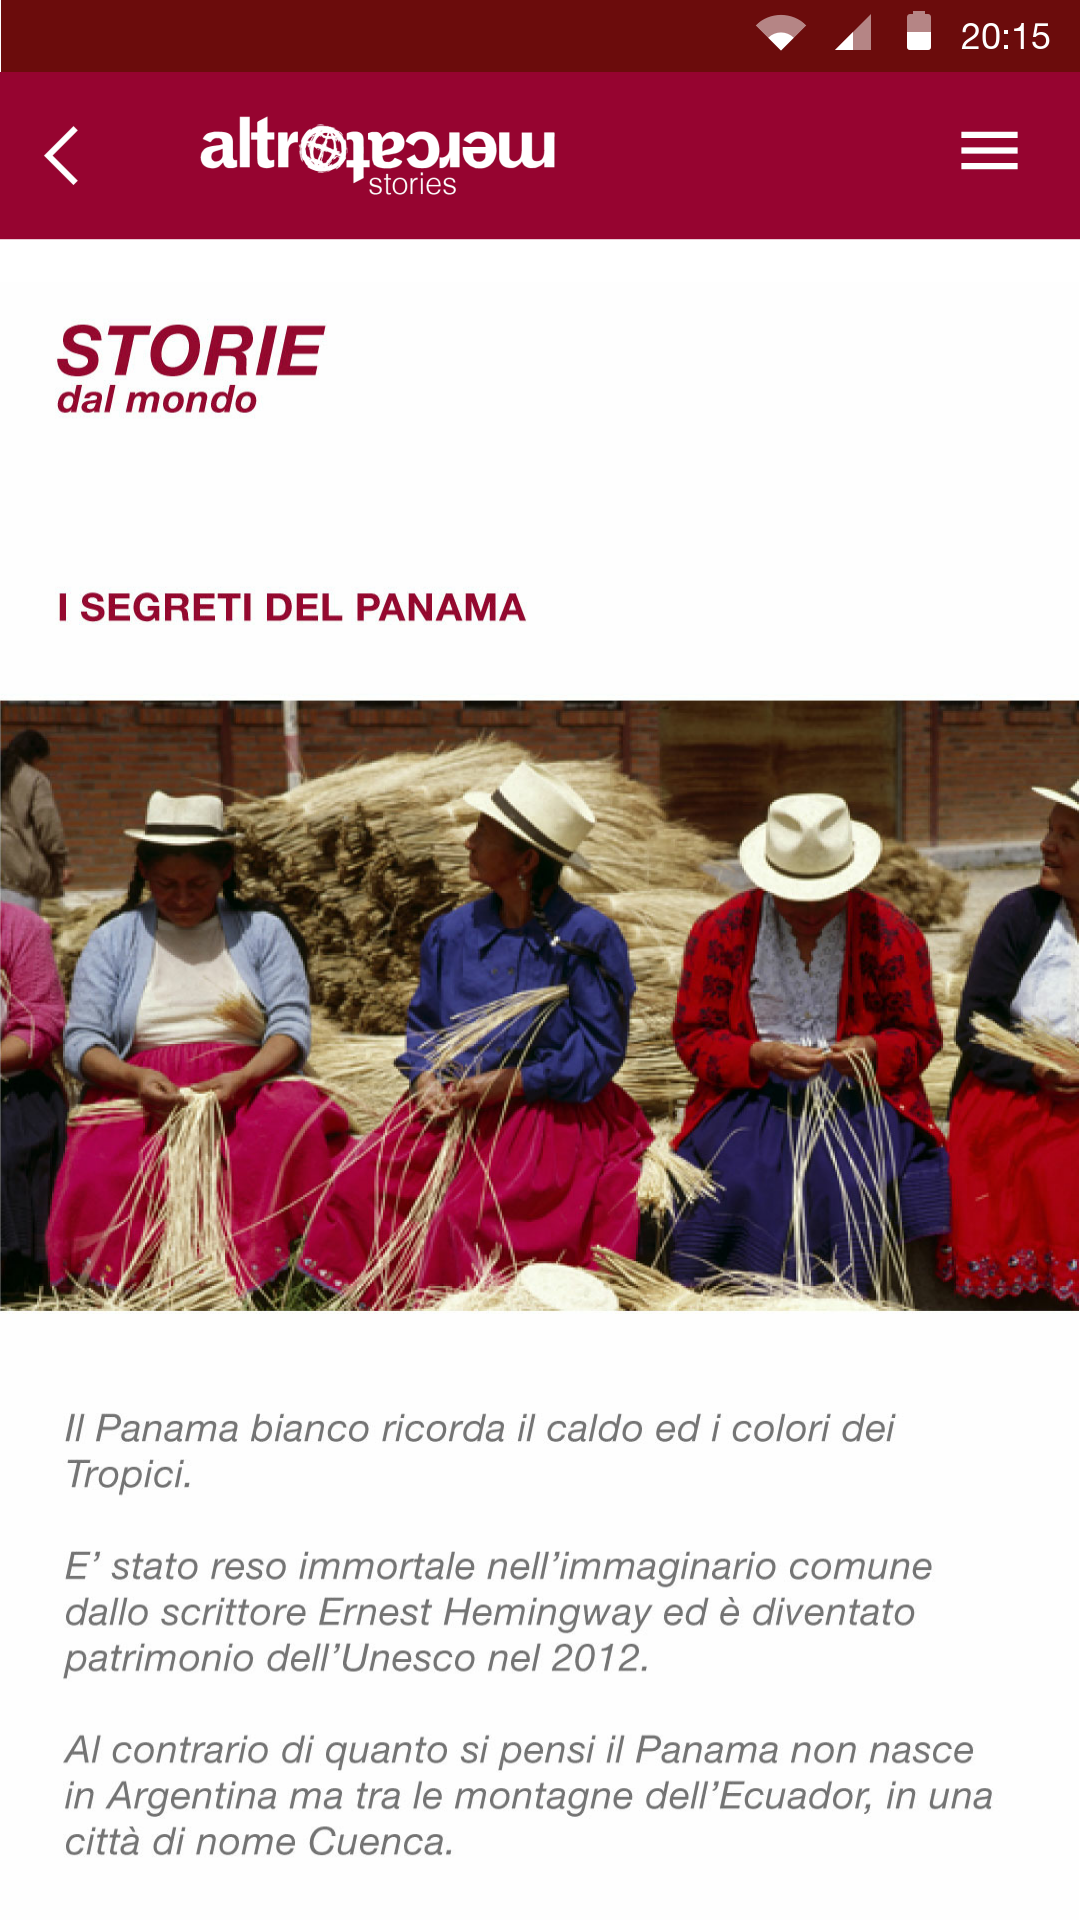 20:15
altromercato
stories
STORIE
dal mondo
I SEGRETI DEL PANAMA
Il Panama bianco ricorda il caldo ed i colori dei
Tropici.
E’ stato reso immortale nell’immaginario comune
dallo scrittore Ernest Hemingway ed è diventato
patrimonio dell’Unesco nel 2012.
Al contrario di quanto si pensi il Panama non nasce
in Argentina ma tra le montagne dell’Ecuador, in una
città di nome Cuenca.